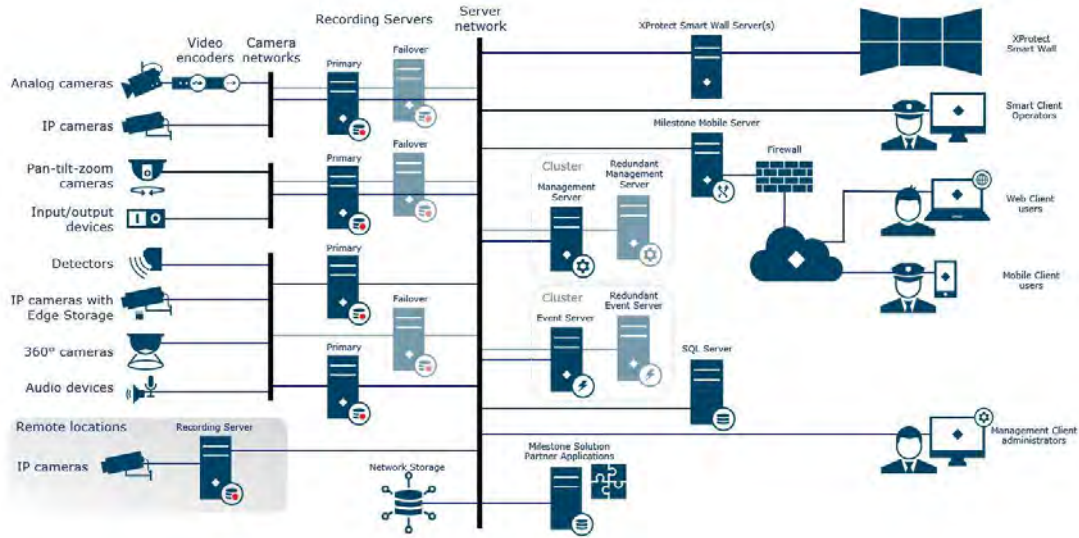 Recording Servers
Server
network
XProtect Smart Wall Server(s)
XProtect
Smart Wall
Video
encoders
Camera
networks
Primary
Failover
Analog cameras
IP cameras
Smart Client
Operators
Milestone Mobile Server
Firewall
Pan-tilt-zoom
cameras
Primary
Failover
Cluster
Management
Server
Redundant
Management
Server
Input/output
devices
Web Client
users
Detectors
Primary
Mobile Client
users
IP cameras with
Edge Storage
Failover
Cluster
Event Server
Redundant
Event Server
360° cameras
Primary
SQL Server
Audio devices
Remote locations
Recording Server
IP cameras
Management Client
administrators
Network Storage
Milestone Solution
Partner Applications